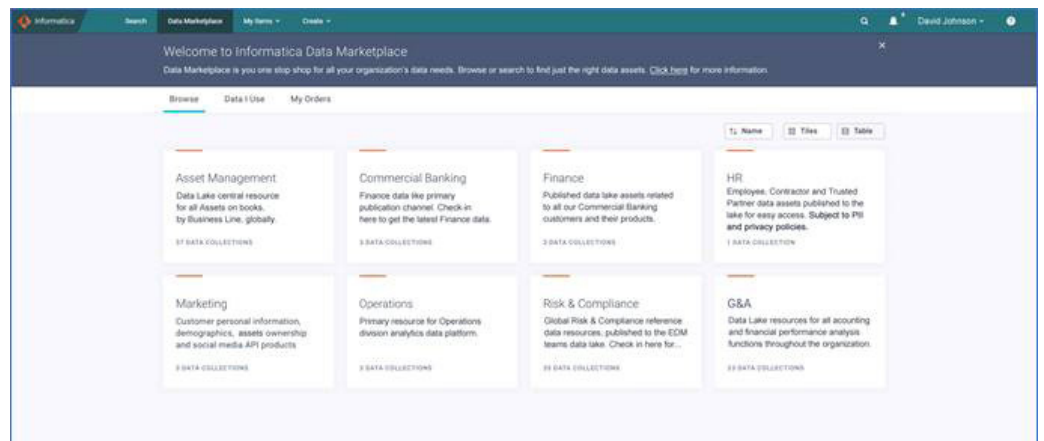 Informatica Search Data Marketplace My Items Create David Johnson
Welcome to Informatica Data Marketplace
Data Marketplace is you one stop shop for all your organization's data needs. Browse or search to find just the right data assets. Click here for more information.
Browse Data I Use My Orders
Name Tiles Table
Asset Management
Data Lake central resource
for all Assets on books.
by Business Line, globally.
37 DATA COLLECTIONS
Commercial Banking
Finance data like primary
publication channel. Check in
here to get the latest Finance data.
3 DATA COLLECTIONS
Finance
Published data lake assets related
to all our Commercial Banking
customers and their products.
DATA COLLECTIONS
HR
Employee, Contractor and Trusted
Partner data assets published to the
lake for easy access. Subject to PII
and privacy policies.
1 DATA COLLECTION
Marketing
Customer personal information,
demographics, assets ownership
and social media API products
DATA COLLECTIONS
Operations
Primary resource for Operations
division analytics data platform.
3 DATA COLLECTIONS
Risk & Compliance
Global Risk & Compliance reference
data resources, published to the EDM
teams data lake. Check in here for...
DATA COLLECTIONS
G&A
Data Lake resources for all acounting
and financial performance analysis
functions throughout the organization.
DATA COLLECTIONS